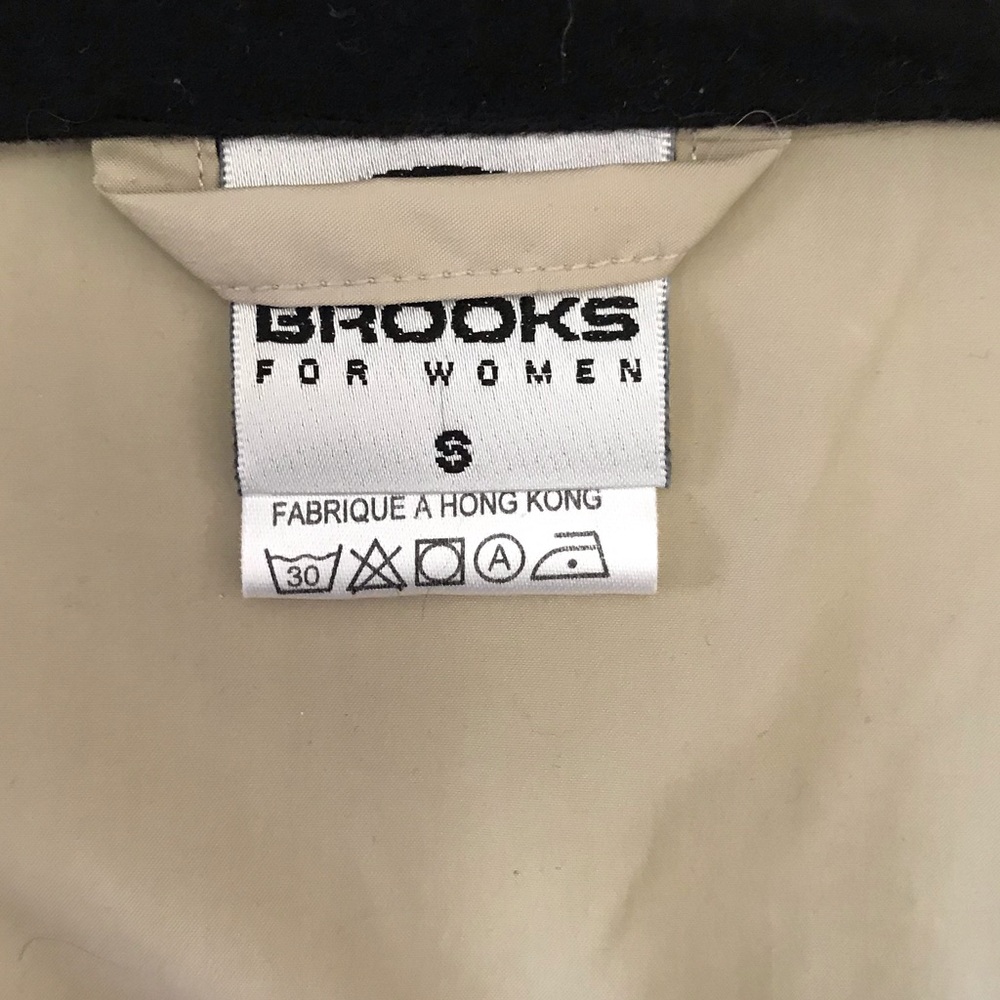 BROOKS
FOR WOMEN
S
FABRIQUE A HONG KONG
30
A